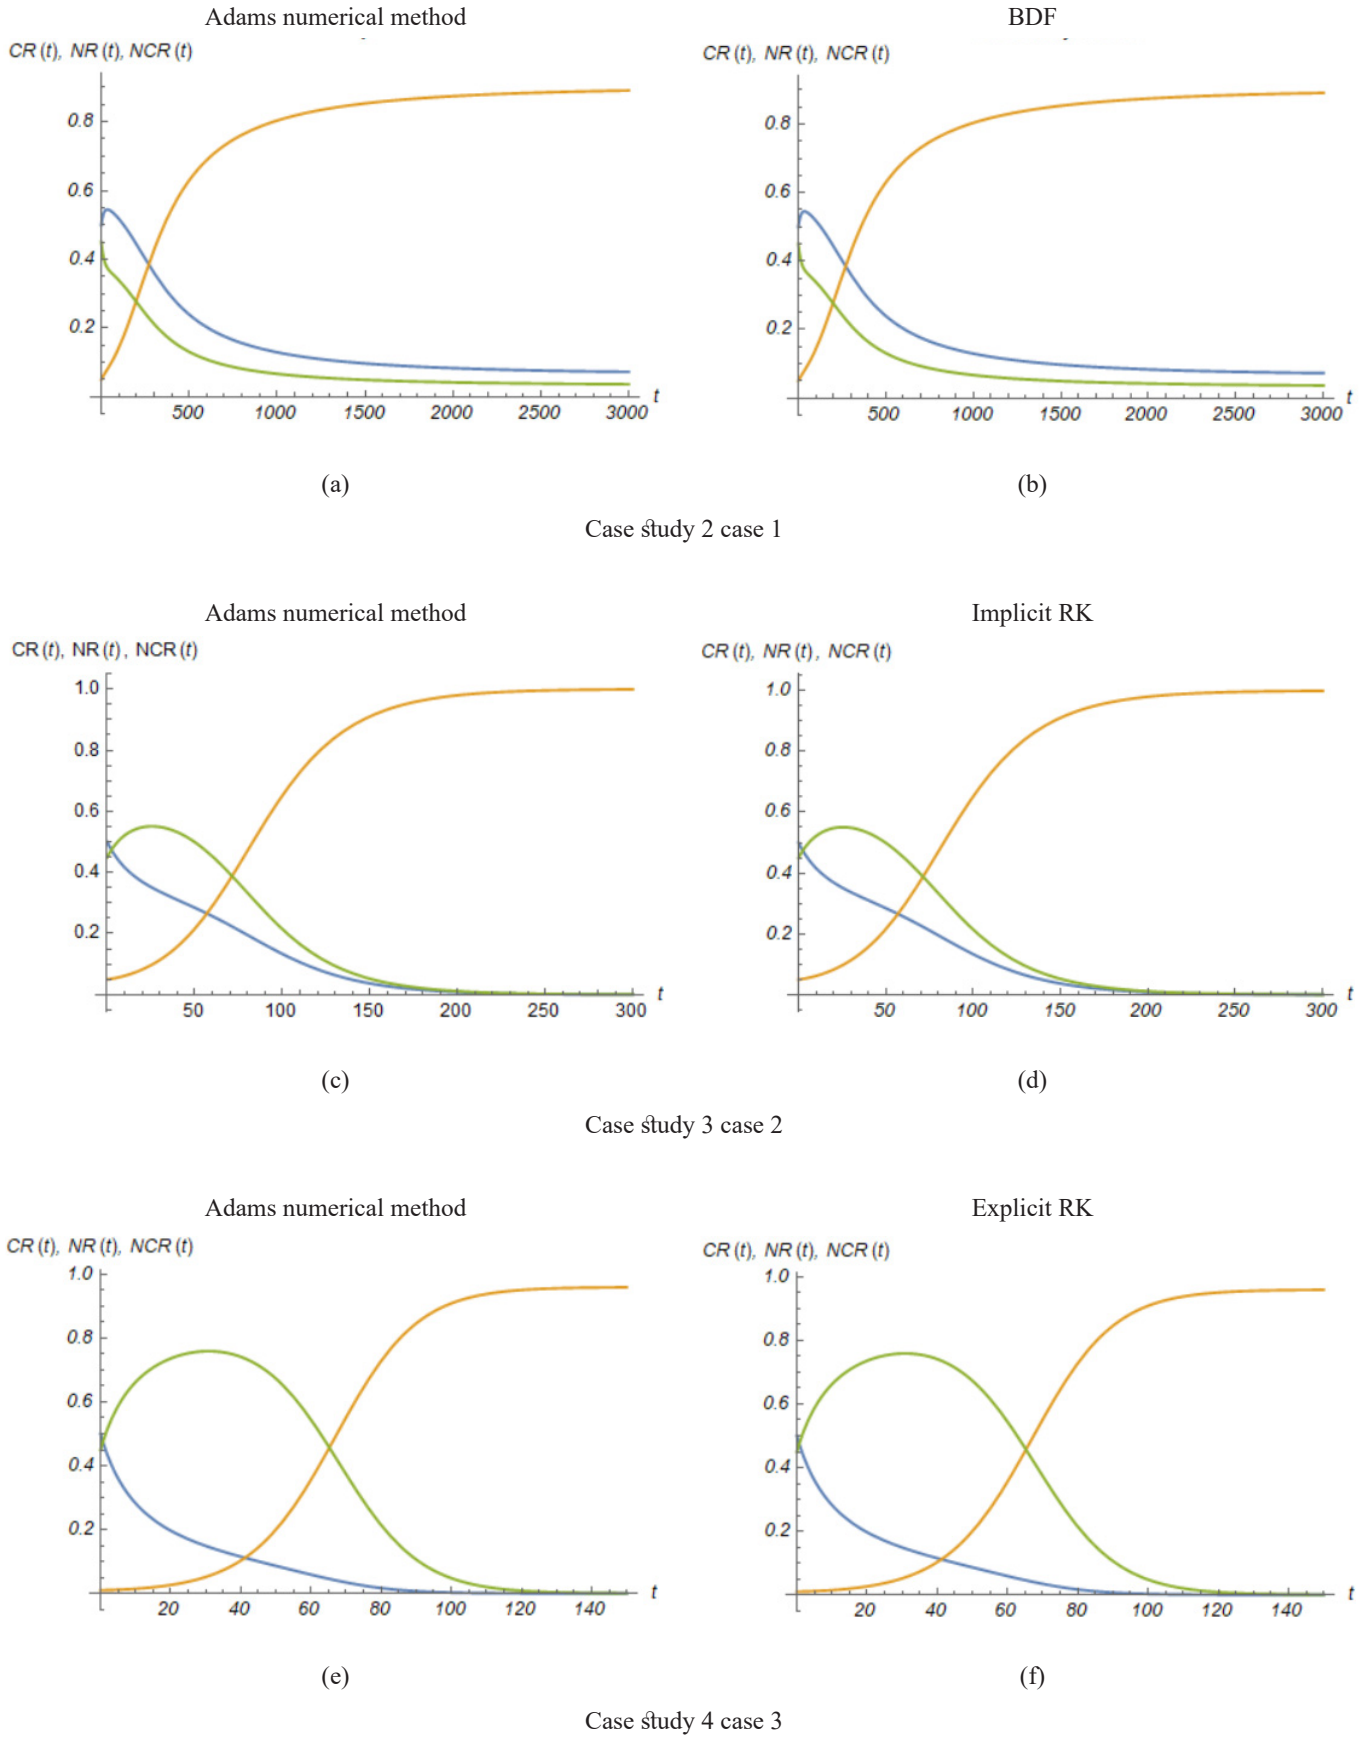 Adams numerical method
BDF
CR (t), NR (t), NCR (t)
CR (t), NR (t), NCR (t)
0.8
0.6
0.4
0.2
500 1000 1500 2000 2500 3000 t
0.8
0.6
0.4
0.2
500 1000 1500 2000 2500 3000 t
(a)
(b)
Case study 2 case 1
Adams numerical method
Implicit RK
CR (t), NR (t), NCR (t)
CR (t), NR (t), NCR (t)
1.0
0.8
0.6
0.4
0.2
50 100 150 200 250 300 t
1.0
0.8
0.6
0.4
0.2
50 100 150 200 250 300 t
(c)
(d)
Case study 3 case 2
Adams numerical method
Explicit RK
CR (t), NR (t), NCR (t)
CR (t), NR (t), NCR (t)
1.0
0.8
0.6
0.4
0.2
20 40 60 80 100 120 140 t
1.0
0.8
0.6
0.4
0.2
20 40 60 80 100 120 140 t
(e)
(f)
Case study 4 case 3